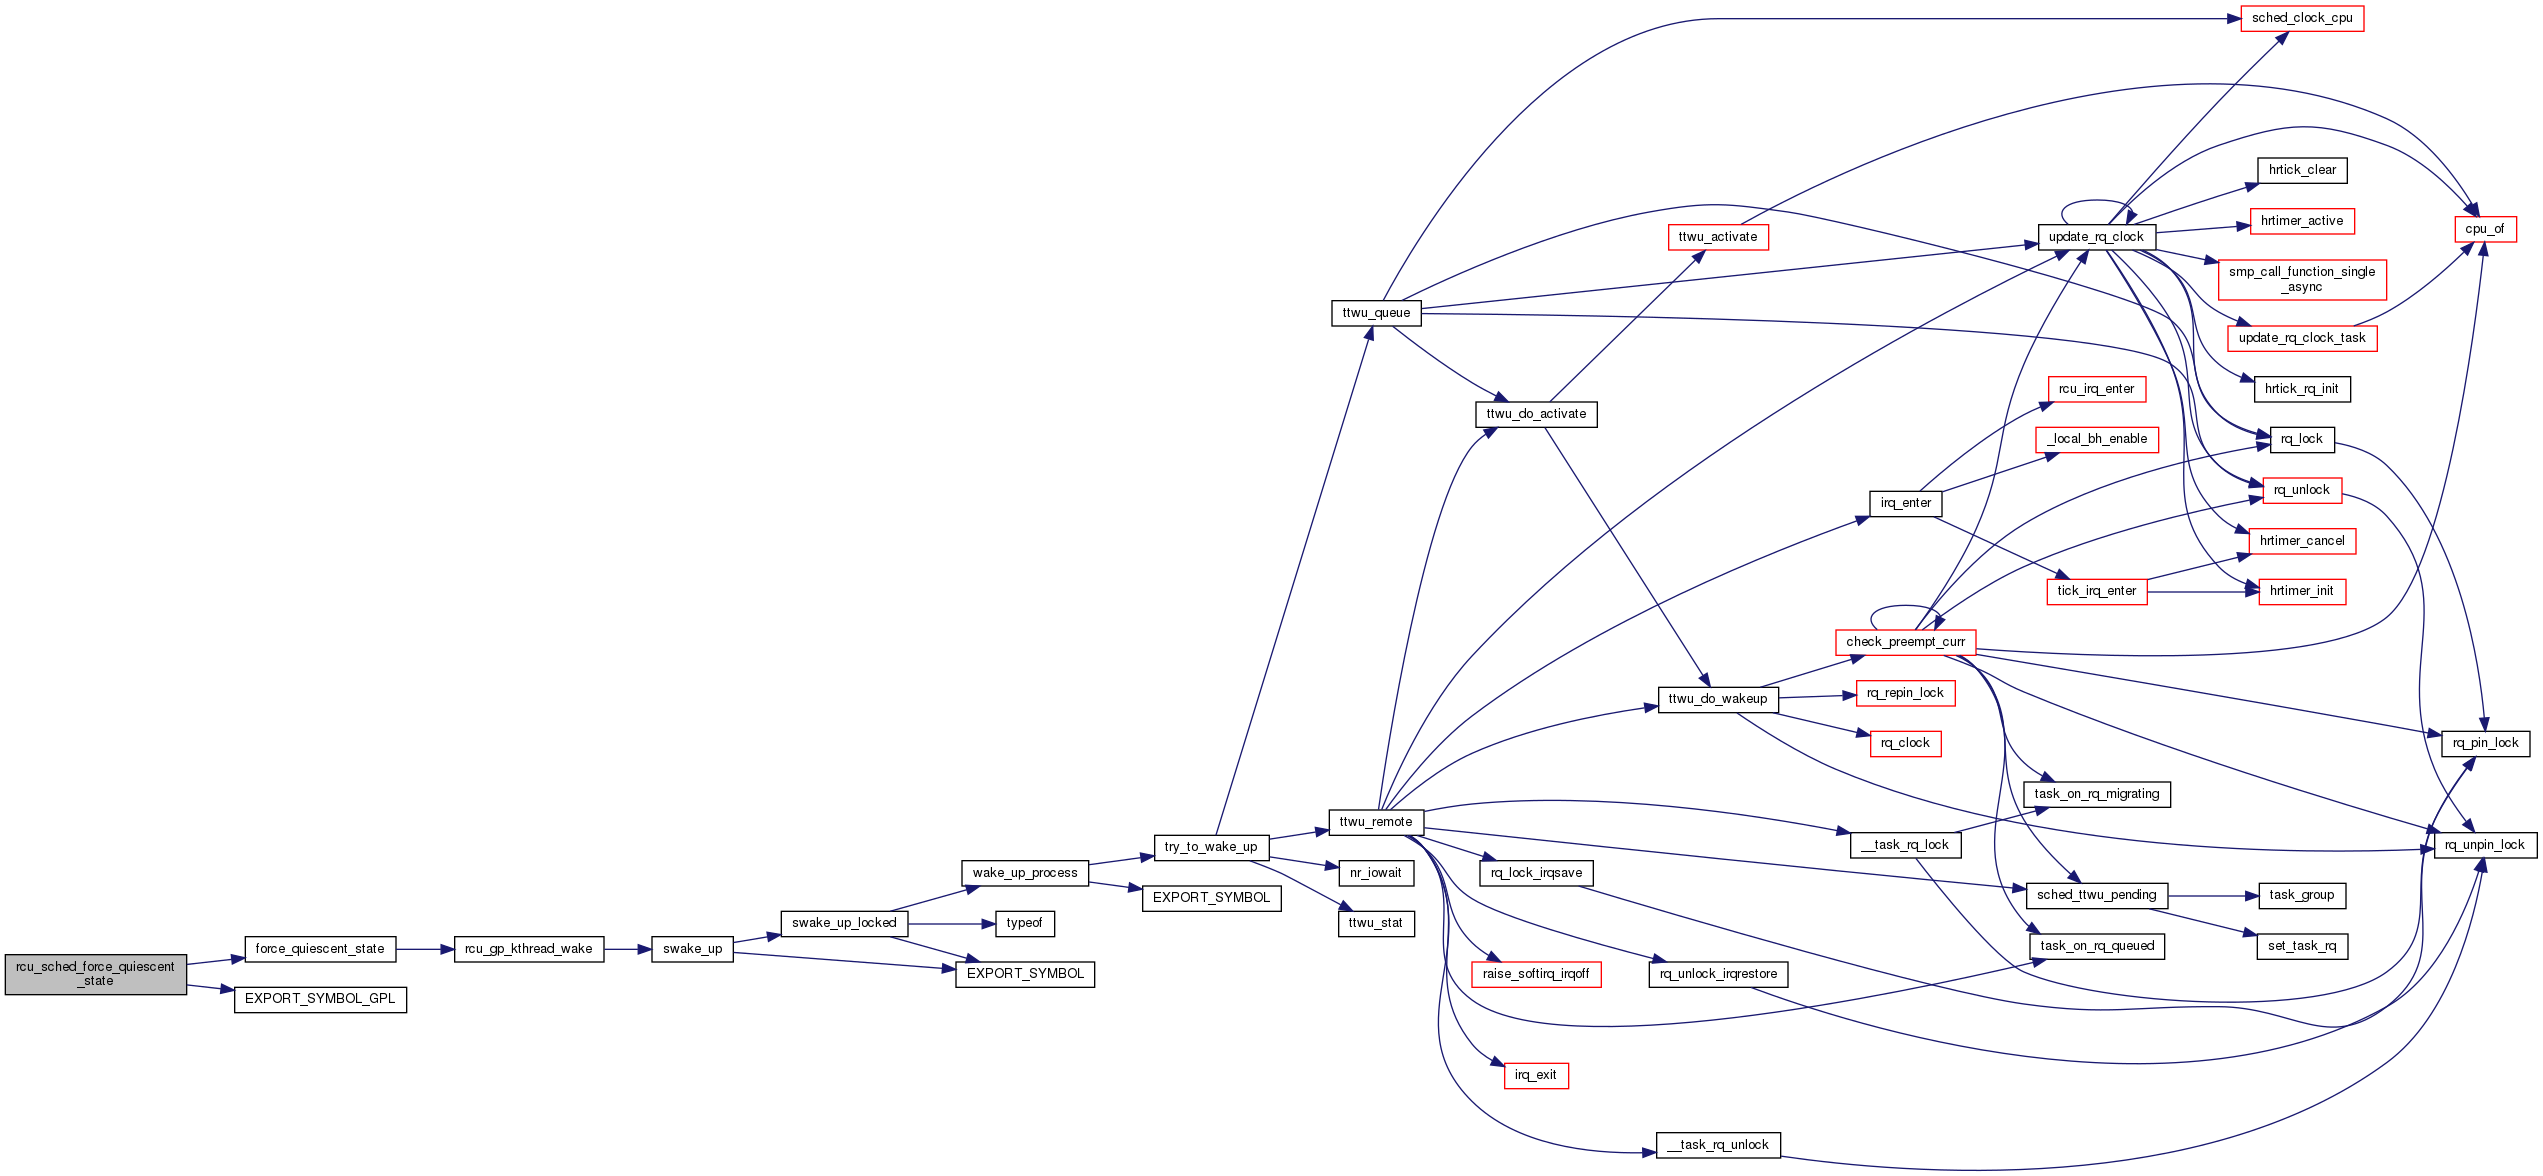 rcu_sched_force_quiescent
_state
force_quiescent_state
EXPORT_SYMBOL_GPL
rcu_gp_kthread_wake
swake_up
swake_up_locked
EXPORT_SYMBOL
wake_up_process
typeof
try_to_wake_up
EXPORT_SYMBOL
ttwu_queue
ttwu_remote
nr_iowait
ttwu_stat
ttwu_do_activate
rq_lock_irqsave
raise_softirq_irqoff
irq_exit
ttwu_activate
ttwu_do_wakeup
rq_unlock_irqrestore
__task_rq_unlock
irq_enter
check_preempt_curr
rq_repin_lock
rq_clock
__task_rq_lock
update_rq_clock
rcu_irq_enter
_local_bh_enable
tick_irq_enter
task_on_rq_migrating
sched_ttwu_pending
task_on_rq_queued
sched_clock_cpu
hrtick_clear
hrtimer_active
smp_call_function_single
_async
update_rq_clock_task
hrtick_rq_init
rq_lock
rq_unlock
hrtimer_cancel
hrtimer_init
task_group
set_task_rq
cpu_of
rq_pin_lock
rq_unpin_lock